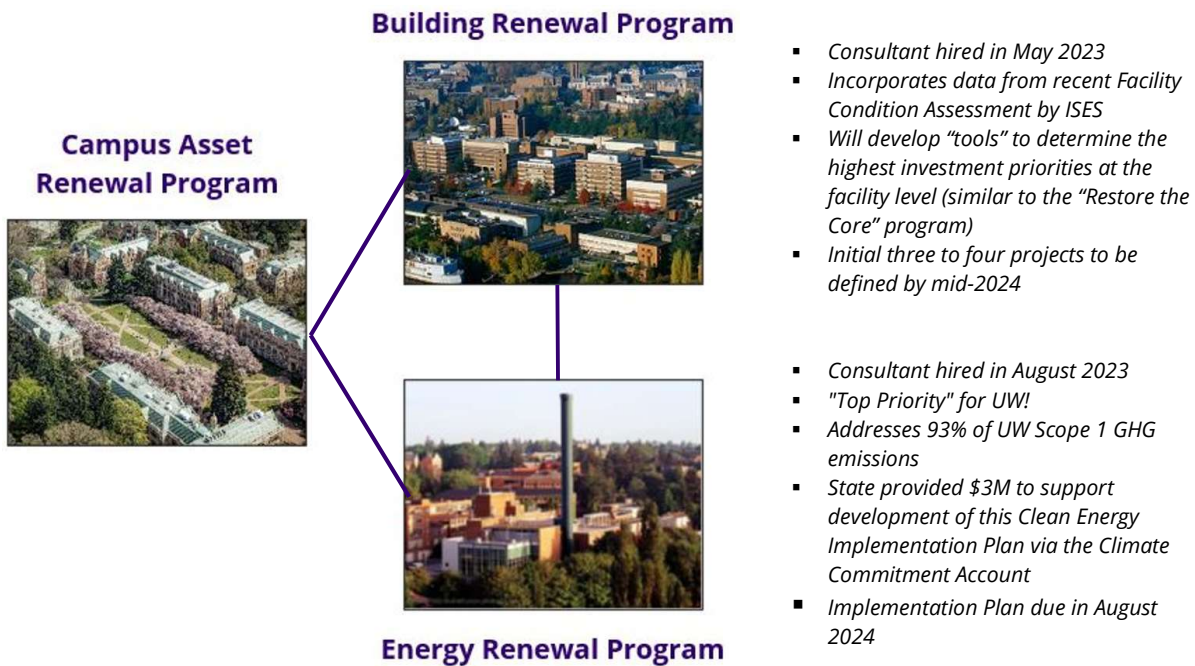 Building Renewal Program
Campus Asset
Renewal Program
▪ Consultant hired in May 2023
▪ Incorporates data from recent Facility
Condition Assessment by ISES
▪ Will develop “tools” to determine the
highest investment priorities at the
facility level (similar to the “Restore the
Core” program)
▪ Initial three to four projects to be
defined by mid-2024
▪ Consultant hired in August 2023
▪ "Top Priority" for UW!
▪ Addresses 93% of UW Scope 1 GHG
emissions
▪ State provided $3M to support
development of this Clean Energy
Implementation Plan via the Climate
Commitment Account
▪ Implementation Plan due in August
2024
Energy Renewal Program